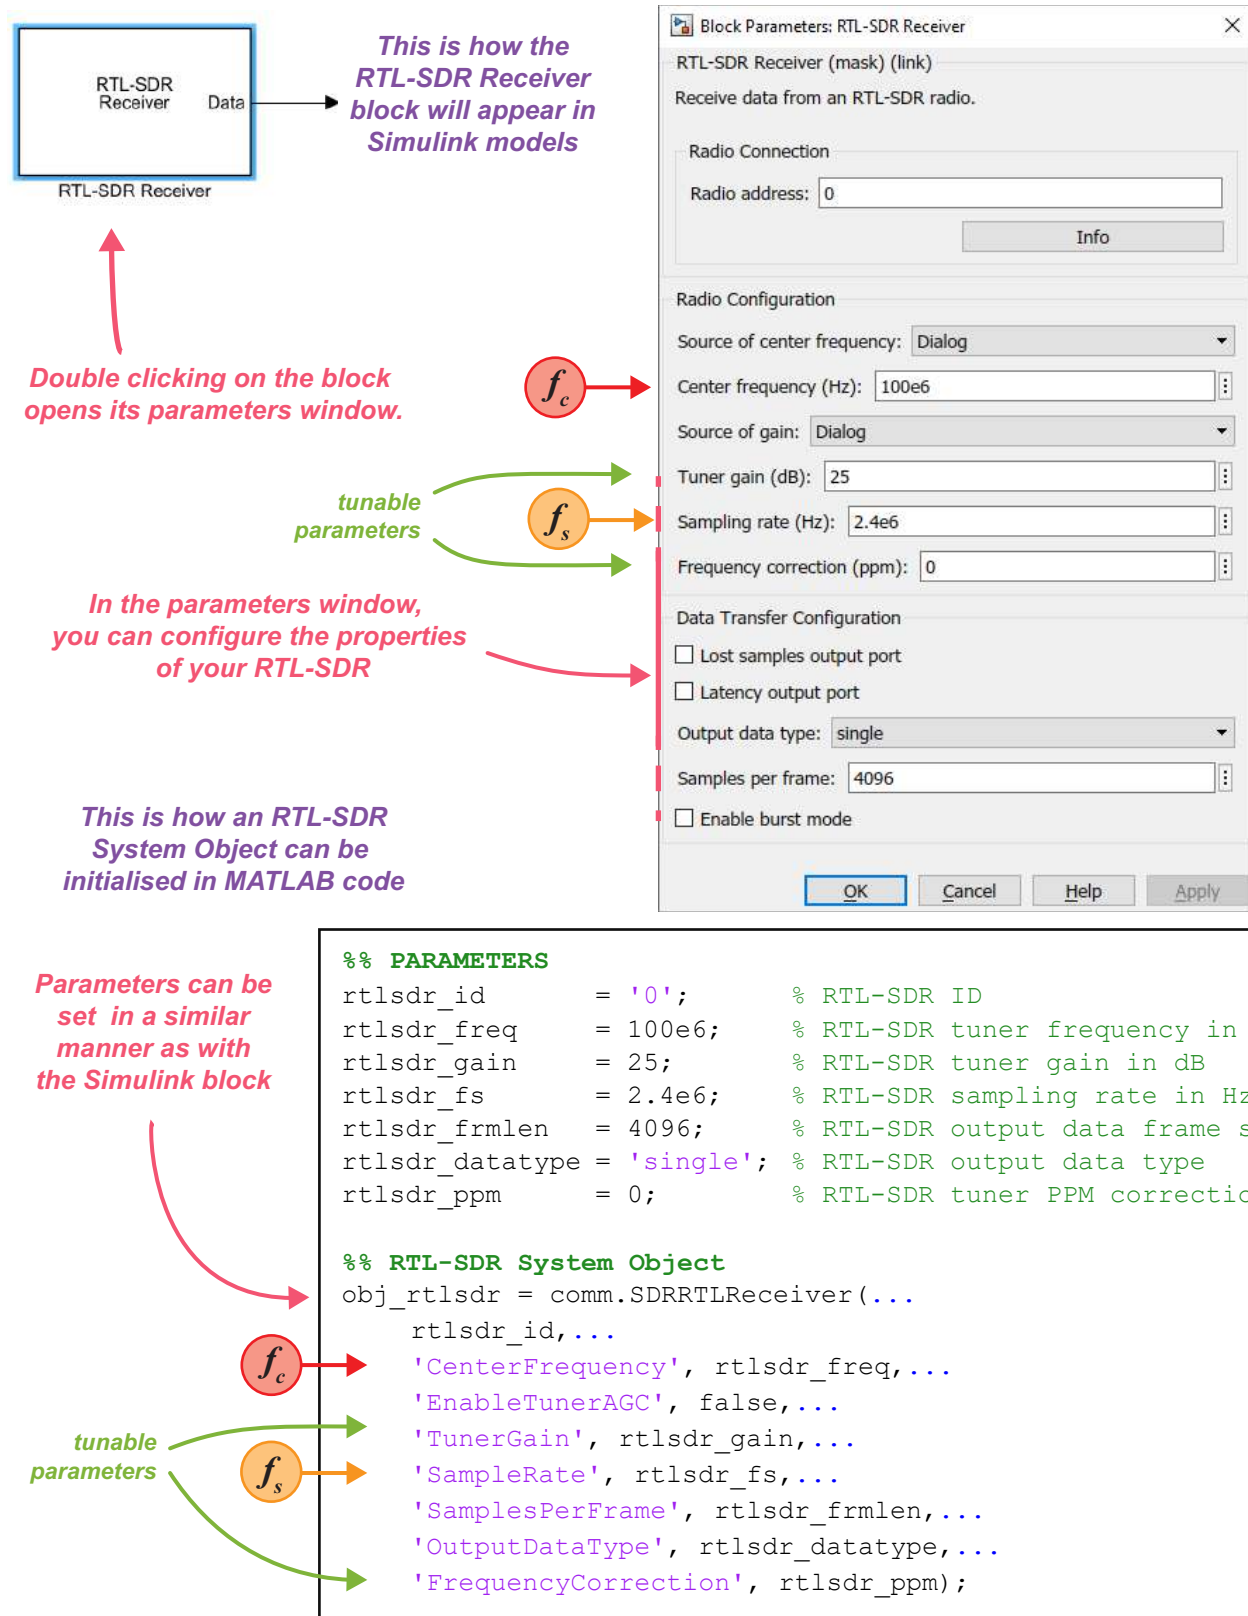 RTL-SDR
Receiver
Data
RTL-SDR Receiver
This is how the
RTL-SDR Receiver
block will appear in
Simulink models
Double clicking on the block
opens its parameters window.
f_c
tunable
parameters
f_s
In the parameters window,
you can configure the properties
of your RTL-SDR
Block Parameters: RTL-SDR Receiver
RTL-SDR Receiver (mask) (link)
Receive data from an RTL-SDR radio.
Radio Connection
Radio address: 0
Info
Radio Configuration
Source of center frequency: Dialog
Center frequency (Hz): 100e6
Source of gain: Dialog
Tuner gain (dB): 25
Sampling rate (Hz): 2.4e6
Frequency correction (ppm): 0
Data Transfer Configuration
Lost samples output port
Latency output port
Output data type: single
Samples per frame: 4096
Enable burst mode
OK Cancel Help Apply
This is how an RTL-SDR
System Object can be
initialised in MATLAB code
Parameters can be
set in a similar
manner as with
the Simulink block
%% PARAMETERS
rtlsdr_id = '0'; % RTL-SDR ID
rtlsdr_freq = 100e6; % RTL-SDR tuner frequency in
rtlsdr_gain = 25; % RTL-SDR tuner gain in dB
rtlsdr_fs = 2.4e6; % RTL-SDR sampling rate in Hz
rtlsdr_frmlen = 4096; % RTL-SDR output data frame s
rtlsdr_datatype = 'single'; % RTL-SDR output data type
rtlsdr_ppm = 0; % RTL-SDR tuner PPM correctio
%% RTL-SDR System Object
obj_rtlsdr = comm.SDRRTLReceiver(...
rtlsdr_id,...
'CenterFrequency', rtlsdr_freq,...
'EnableTunerAGC', false,...
'TunerGain', rtlsdr_gain,...
'SampleRate', rtlsdr_fs,...
'SamplesPerFrame', rtlsdr_frmlen,...
'OutputDataType', rtlsdr_datatype,...
'FrequencyCorrection', rtlsdr_ppm);
f_c
tunable
parameters
f_s